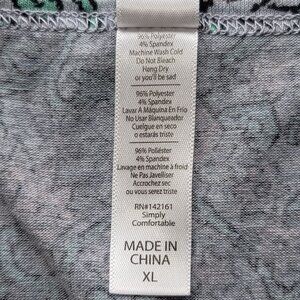 96% Polyester
4% Spandex
Machine Wash Cold
Do Not Bleach
Hang Dry
or you'll be sad
96% Polyester
4% Spandex
Lavar A Máquina En Frío
No Usar Blanqueador
Cuelgue en seco
o estarás triste
96% Poliéster
4% Spandex
Lavage en machine à froid
Ne Pas Javelliser
Accrochez sec
ou vous serez triste
RN#142161
Simply
Comfortable
MADE IN
CHINA
XL